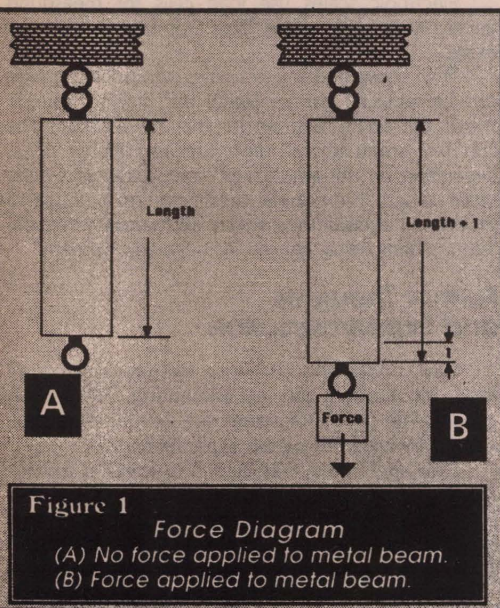 Length
Length + 1
1
Force
A
B
Figure 1
Force Diagram
(A) No force applied to metal beam.
(B) Force applied to metal beam.